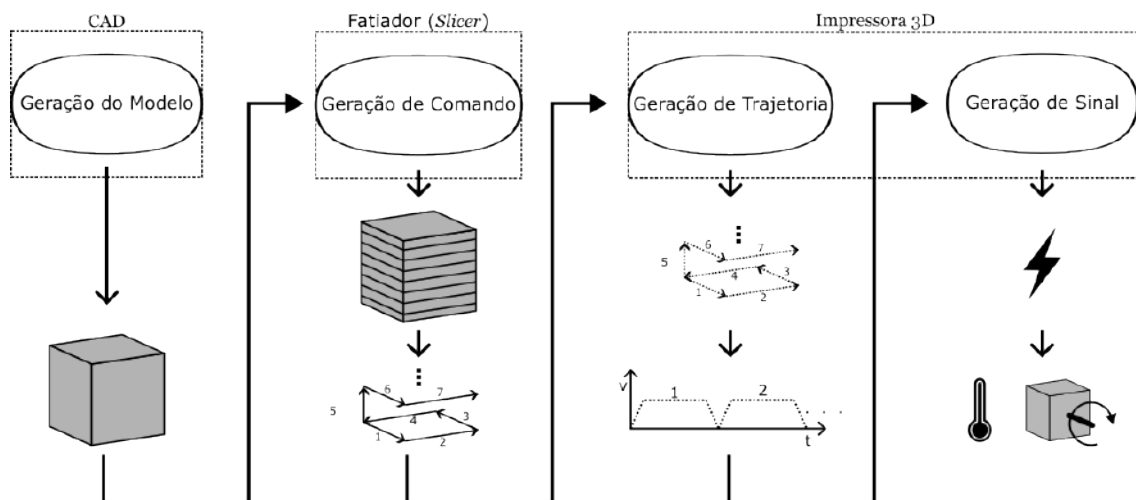 CAD
Fatiador (Slicer)
Impressora 3D
Geração do Modelo
Geração de Comando
Geração de Trajetoria
Geração de Sinal
6
7
5
4
3
1
2
6
7
5
4
3
1
2
V
1
2
t